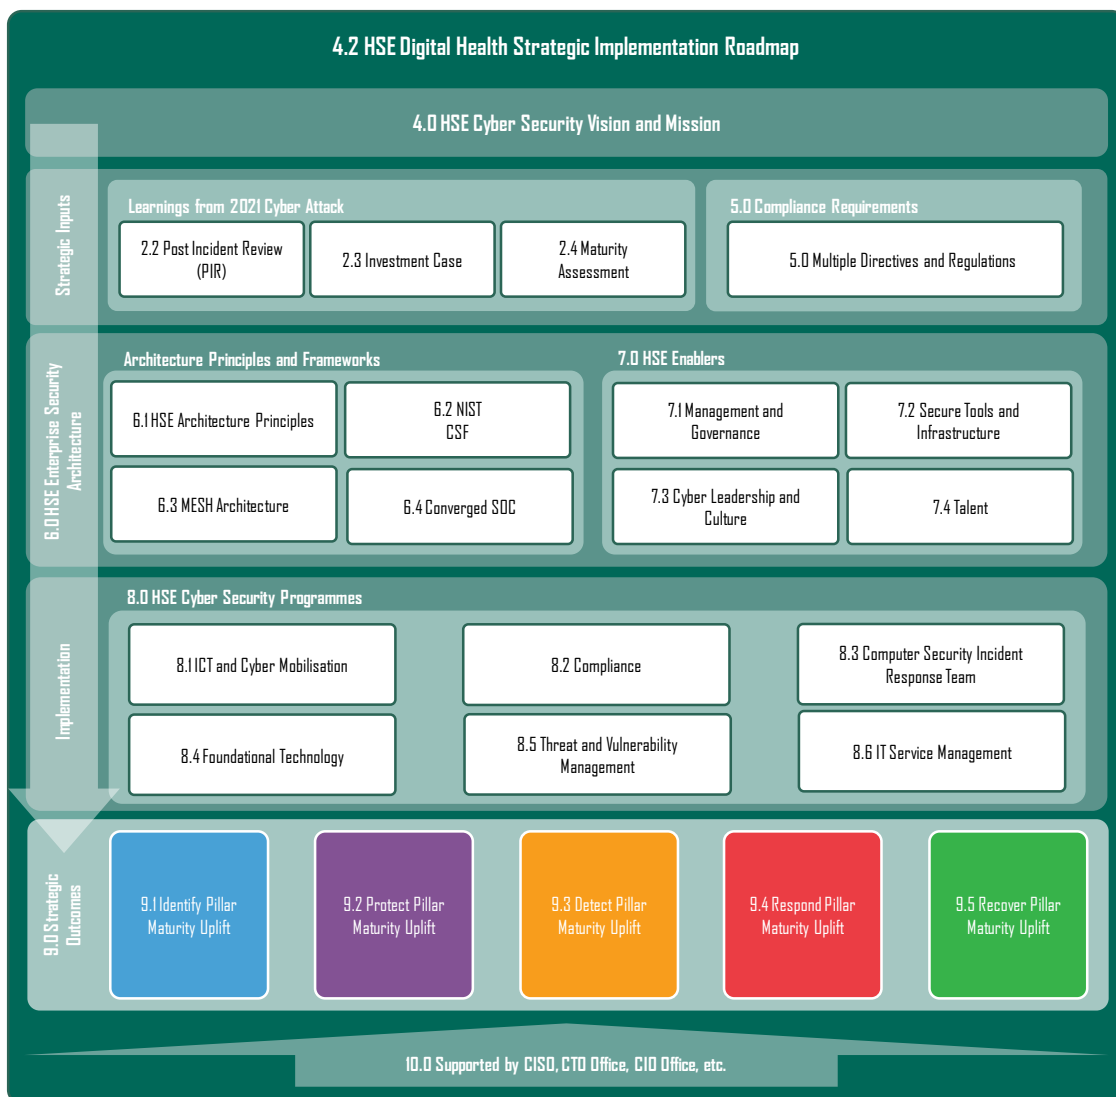 4.2 HSE Digital Health Strategic Implementation Roadmap
4.0 HSE Cyber Security Vision and Mission
Strategic Inputs
Learnings from 2021 Cyber Attack
2.2 Post Incident Review
(PIR)
2.3 Investment Case
2.4 Maturity
Assessment
5.0 Compliance Requirements
5.0 Multiple Directives and Regulations
6.0 HSE Enterprise Security
Architecture
Architecture Principles and Frameworks
6.1 HSE Architecture Principles
6.2 NIST
CSF
6.3 MESH Architecture
6.4 Converged SOC
7.0 HSE Enablers
7.1 Management and
Governance
7.2 Secure Tools and
Infrastructure
7.3 Cyber Leadership and
Culture
7.4 Talent
Implementation
8.0 HSE Cyber Security Programmes
8.1 ICT and Cyber Mobilisation
8.2 Compliance
8.3 Computer Security Incident
Response Team
8.4 Foundational Technology
8.5 Threat and Vulnerability
Management
8.6 IT Service Management
9.0 Strategic
Outcomes
9.1 Identify Pillar
Maturity Uplift
9.2 Protect Pillar
Maturity Uplift
9.3 Detect Pillar
Maturity Uplift
9.4 Respond Pillar
Maturity Uplift
9.5 Recover Pillar
Maturity Uplift
10.0 Supported by CISO, CTO Office, CIO Office, etc.